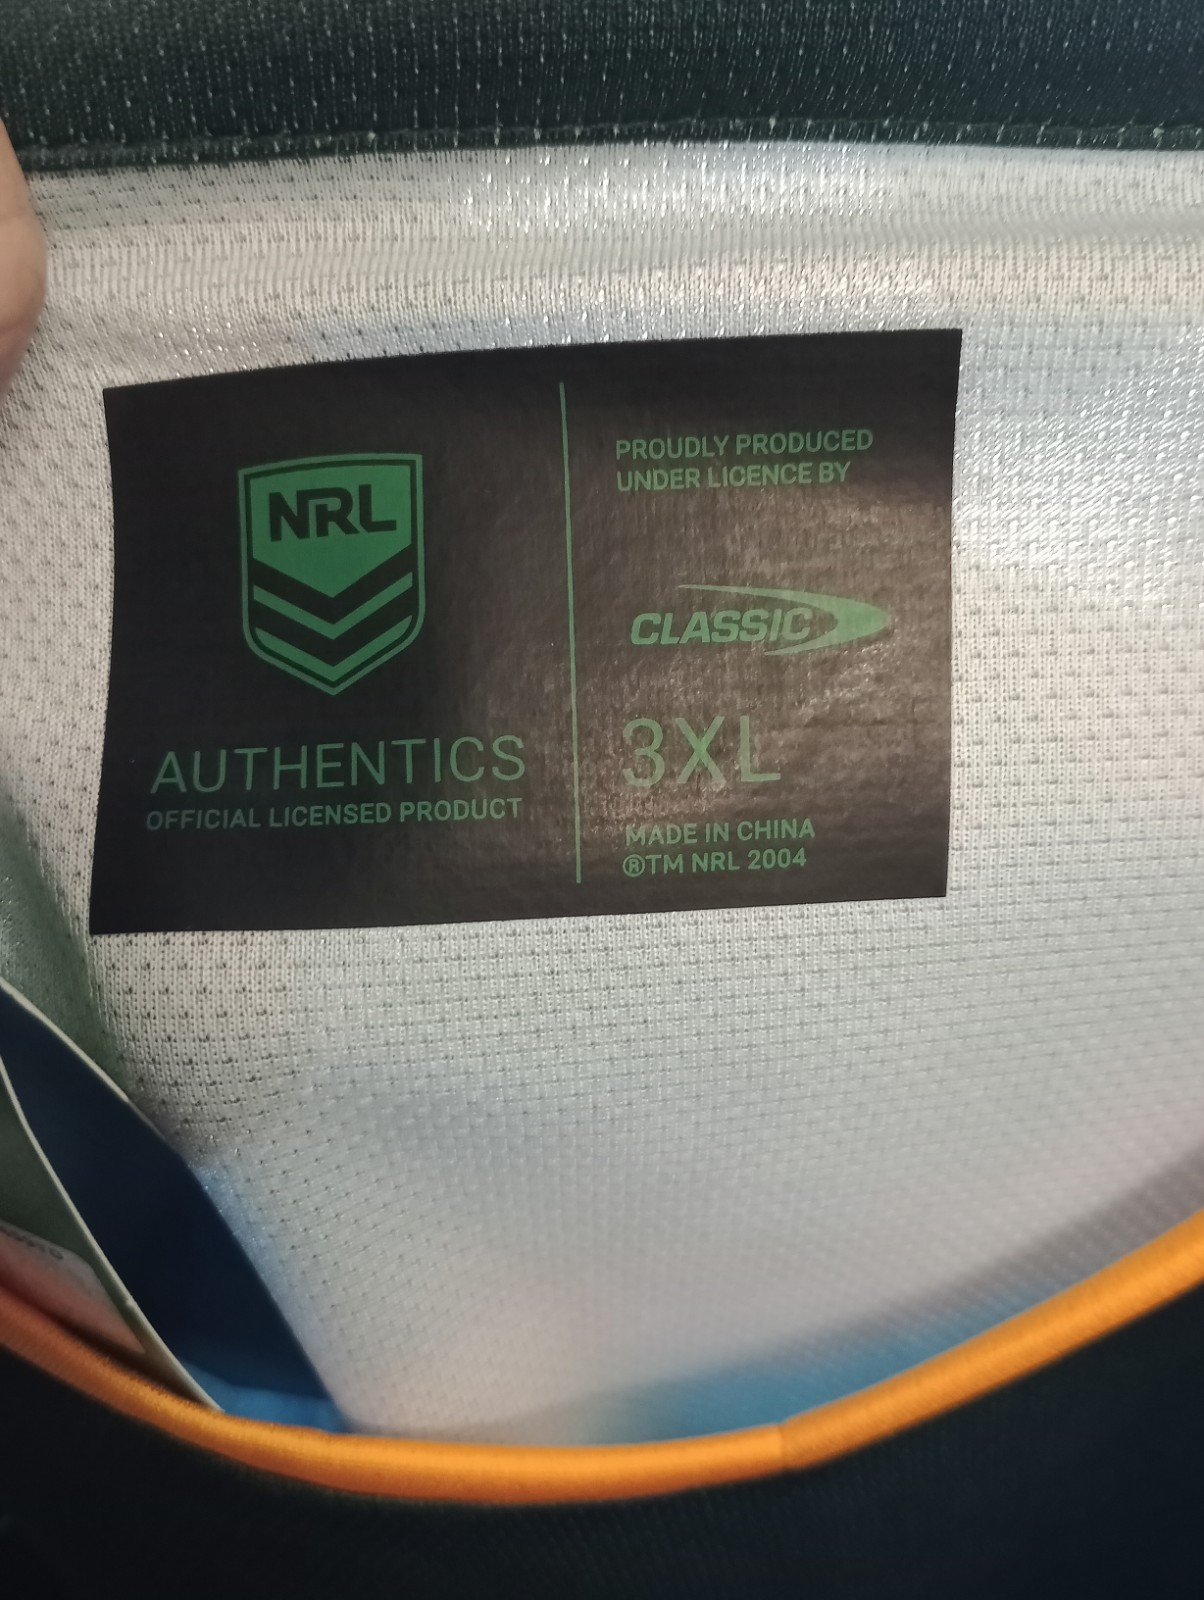 NRL
AUTHENTICS
OFFICIAL LICENSED PRODUCT
PROUDLY PRODUCED
UNDER LICENCE BY
CLASSIC
3XL
MADE IN CHINA
®TM NRL 2004